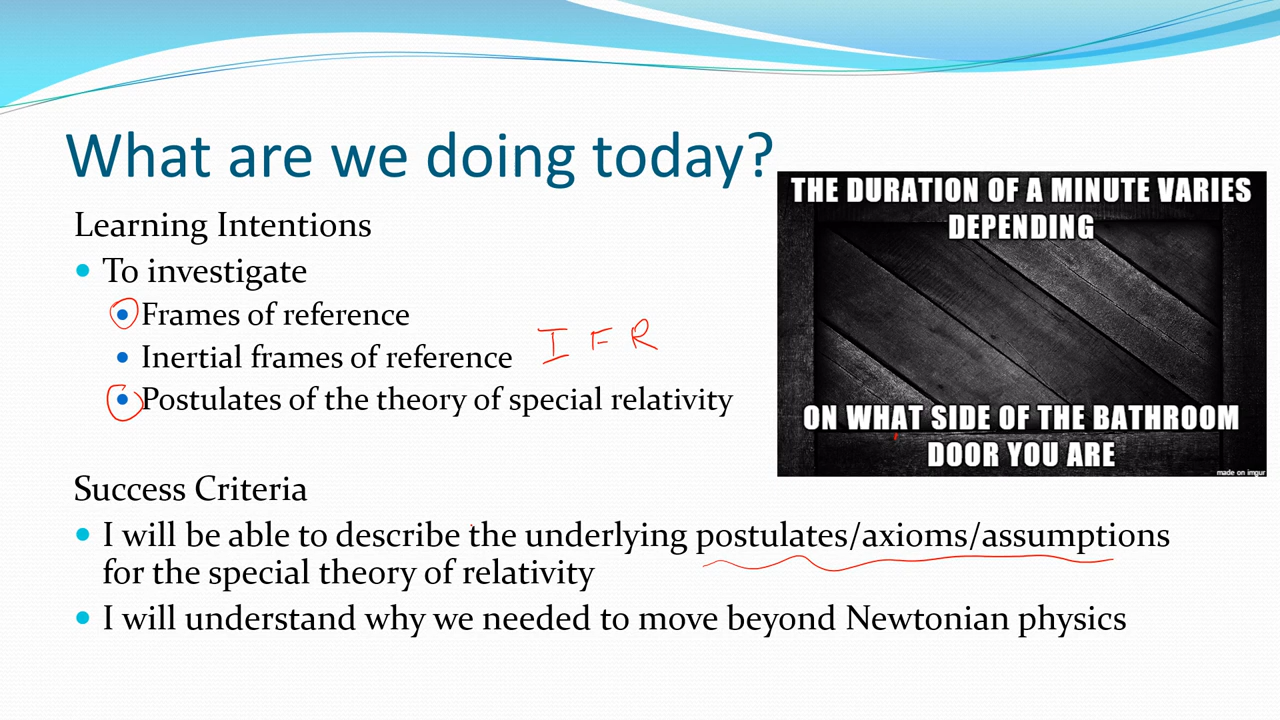 What are we doing today?
Learning Intentions
To investigate
Frames of reference
Inertial frames of reference
I F R
Postulates of the theory of special relativity
THE DURATION OF A MINUTE VARIES
DEPENDING
ON WHAT SIDE OF THE BATHROOM
DOOR YOU ARE
made on imgur
Success Criteria
I will be able to describe the underlying postulates/axioms/assumptions
for the special theory of relativity
I will understand why we needed to move beyond Newtonian physics